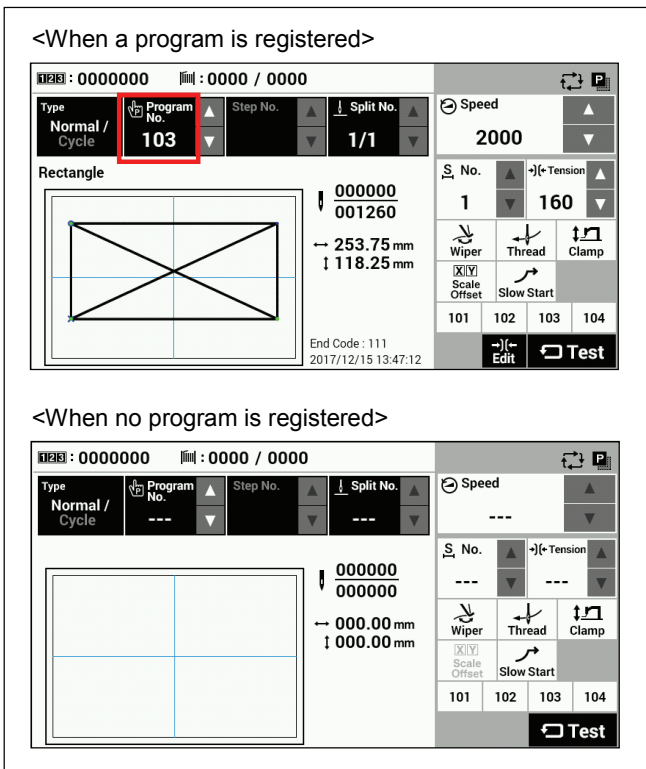 <When a program is registered>
123 : 0000000 : 0000 / 0000
P
Type
Normal /
Cycle
P Program
No.
103
Step No.
Split No.
1/1
Speed
2000
Rectangle
000000
001260
253.75 mm
118.25 mm
S No.
1
Tension
160
Wiper
Thread
Clamp
X Y
Scale
Offset
Slow Start
101 102 103 104
End Code : 111
2017/12/15 13:47:12
Edit
Test
<When no program is registered>
123 : 0000000 : 0000 / 0000
P
Type
Normal /
Cycle
P Program
No.
---
Step No.
Split No.
---
Speed
---
000000
000000
000.00 mm
000.00 mm
S No.
---
Tension
---
Wiper
Thread
Clamp
X Y
Scale
Offset
Slow Start
101 102 103 104
Test